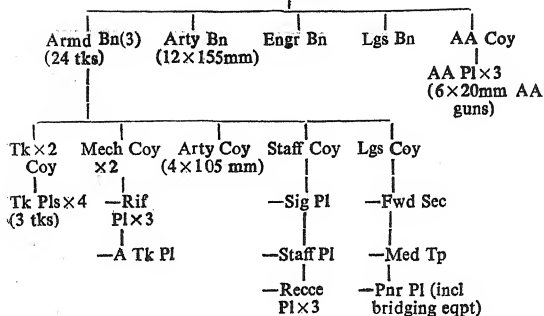 Armd Bn(3)
(24 tks)
Arty Bn
(12×155mm)
Engr Bn
Lgs Bn
AA Coy
AA Pl×3
(6×20mm AA
guns)
Tk×2
Coy
Mech Coy
×2
Arty Coy
(4×105 mm)
Staff Coy
Lgs Coy
Tk Pls×4
(3 tks)
—Rif
Pl×3
—A Tk Pl
—Sig Pl
—Staff Pl
—Recce
Pl×3
—Fwd Sec
—Med Tp
—Pnr Pl (incl
bridging eqpt)